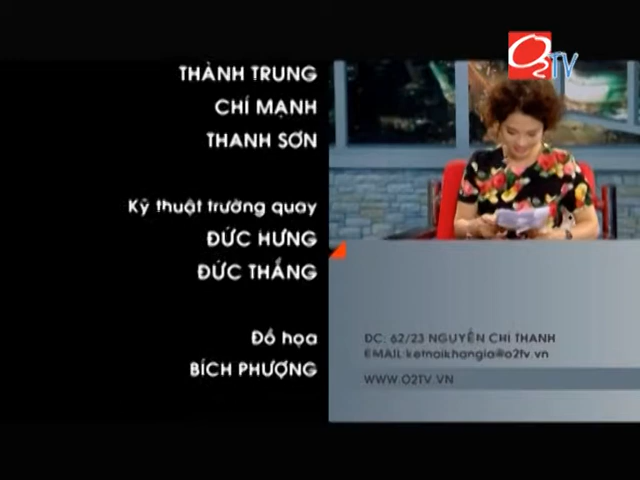 O2TV
THÀNH TRUNG
CHÍ MẠNH
THANH SƠN
Kỹ thuật trường quay
ĐỨC HƯNG
ĐỨC THẮNG
Đồ họa
BÍCH PHƯỢNG
ĐC: 62/23 NGUYỄN CHÍ THANH
EMAIL:ketnoikhangia@o2tv.vn
WWW.O2TV.VN